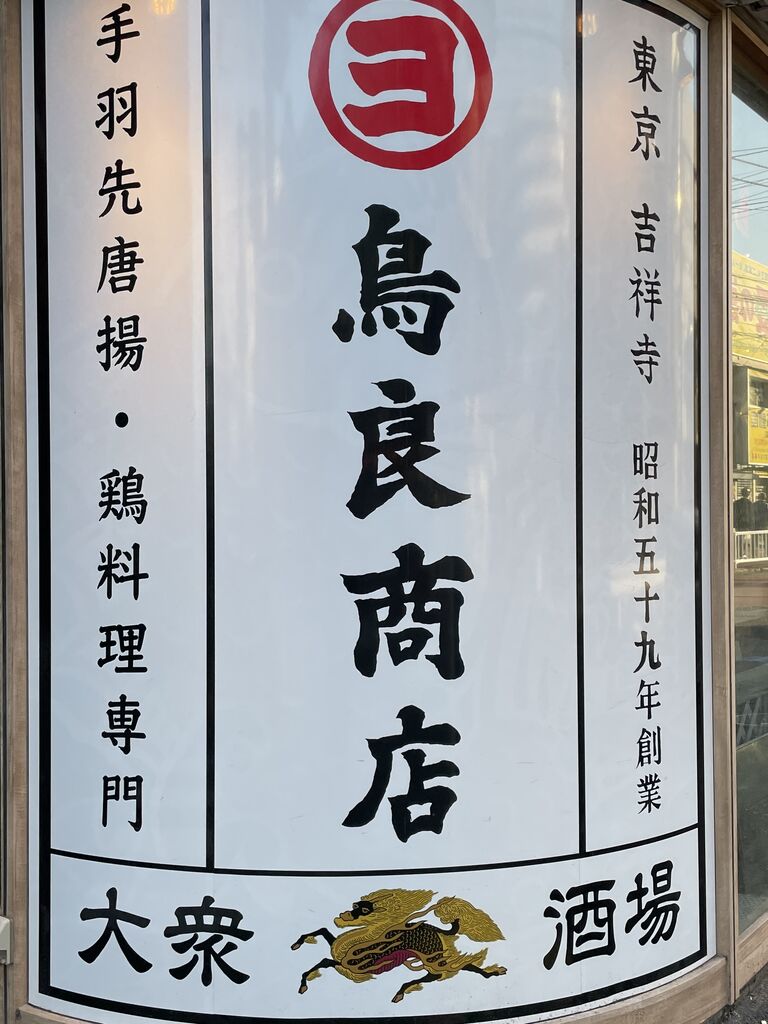 東京 吉祥寺 昭和五十九年創業
ヨ
鳥良商店
手羽先唐揚・鶏料理専門
大衆 酒場